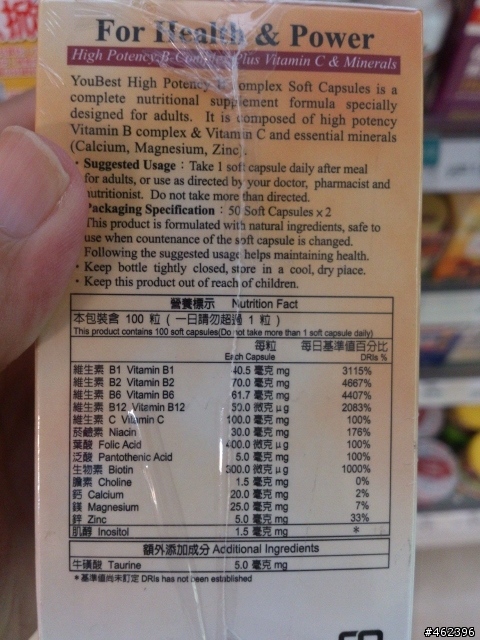 For Health & Power
High Potency B-Complex Plus Vitamin C & Minerals
YouBest High Potency B-Complex Soft Capsules is a
complete nutritional supplement formula specially
designed for adults. It is composed of high potency
Vitamin B complex & Vitamin C and essential minerals
(Calcium, Magnesium, Zinc).
· Suggested Usage：Take 1 soft capsule daily after meal
for adults, or use as directed by your doctor, pharmacist and
nutritionist. Do not take more than directed.
· Packaging Specification：50 Soft Capsules x 2
This product is formulated with natural ingredients, safe to
use when countenance of the soft capsule is changed.
Following the suggested usage helps maintaining health.
· Keep bottle tightly closed, store in a cool, dry place.
· Keep this product out of reach of children.
營養標示 Nutrition Fact
本包裝含 100 粒（一日請勿超過 1 粒）
This product contains 100 soft capsules(Do not take more than 1 soft capsule daily)
每粒 每日基準值百分比
Each Capsule DRIs %
維生素 B1 Vitamin B1 40.5 毫克 mg 3115%
維生素 B2 Vitamin B2 70.0 毫克 mg 4667%
維生素 B6 Vitamin B6 61.7 毫克 mg 4407%
維生素 B12 Vitamin B12 50.0 微克 μg 2083%
維生素 C Vitamin C 100.0 毫克 mg 100%
菸鹼酸 Niacin 30.0 毫克 mg 176%
葉酸 Folic Acid 400.0 微克 μg 100%
泛酸 Pantothenic Acid 5.0 毫克 mg 100%
生物素 Biotin 300.0 微克 μg 1000%
膽素 Choline 1.5 毫克 mg 0%
鈣 Calcium 20.0 毫克 mg 2%
鎂 Magnesium 25.0 毫克 mg 7%
鋅 Zinc 5.0 毫克 mg 33%
肌醇 Inositol 1.5 毫克 mg *
額外添加成分 Additional Ingredients
牛磺酸 Taurine 5.0 毫克 mg
*基準值尚未訂定 DRIs has not been established
#462396